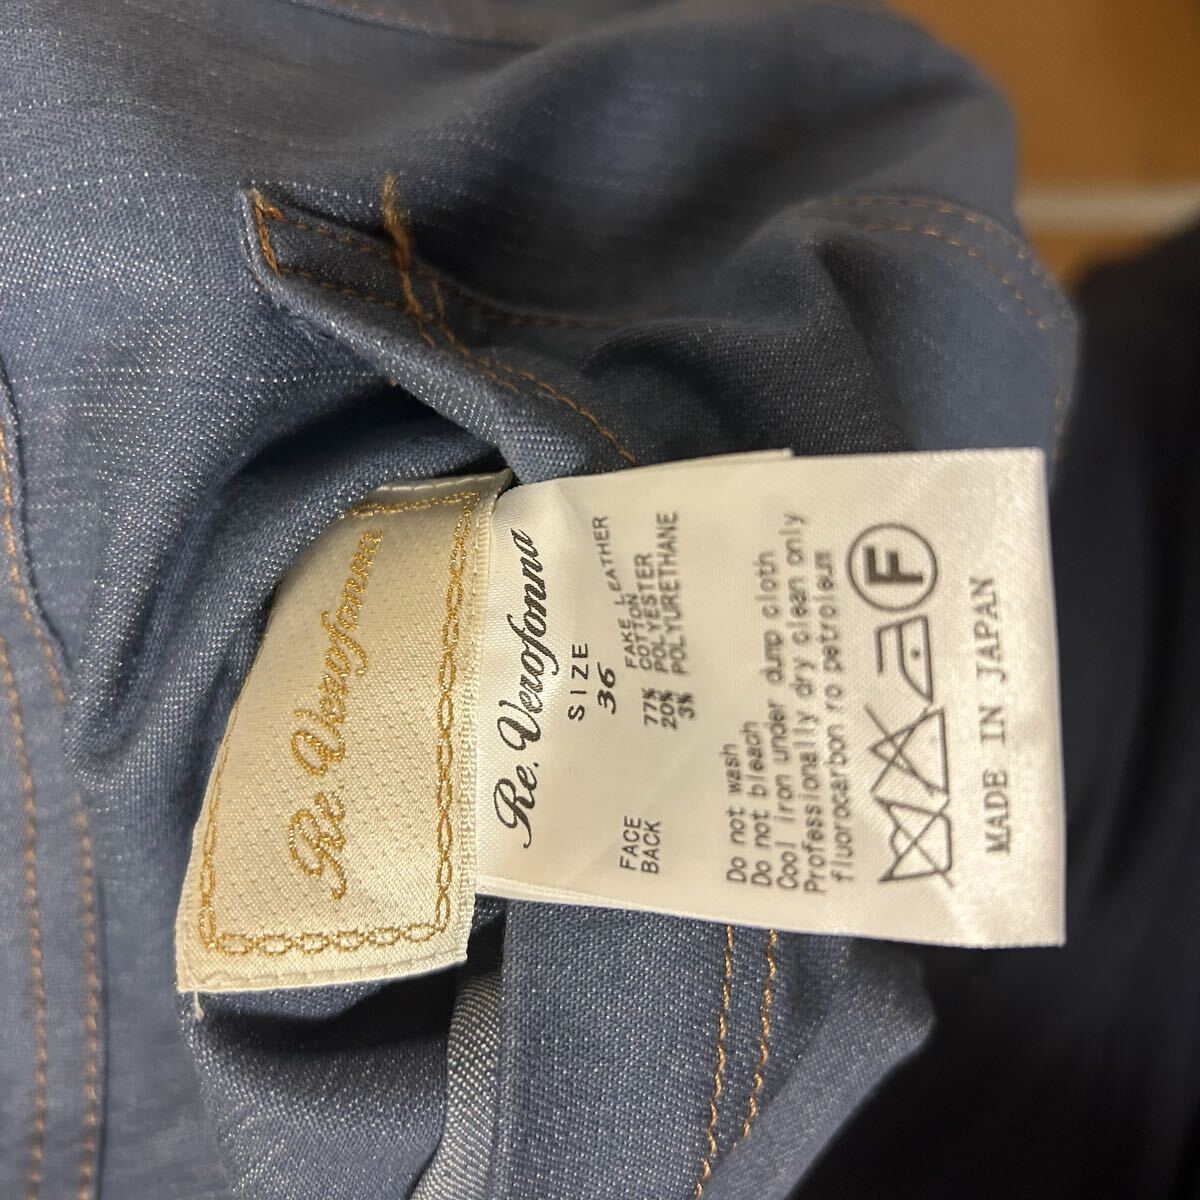 Re.Verofonna
Re.Verofonna
SIZE
36
FACE FAKE LEATHER
BACK 77% COTTON
20% POLYESTER
3% POLYURETHANE
Do not wash
Do not bleach
Cool iron under dump cloth
Professionally dry clean only
fluorocarbon ro petroleum
F
MADE IN JAPAN